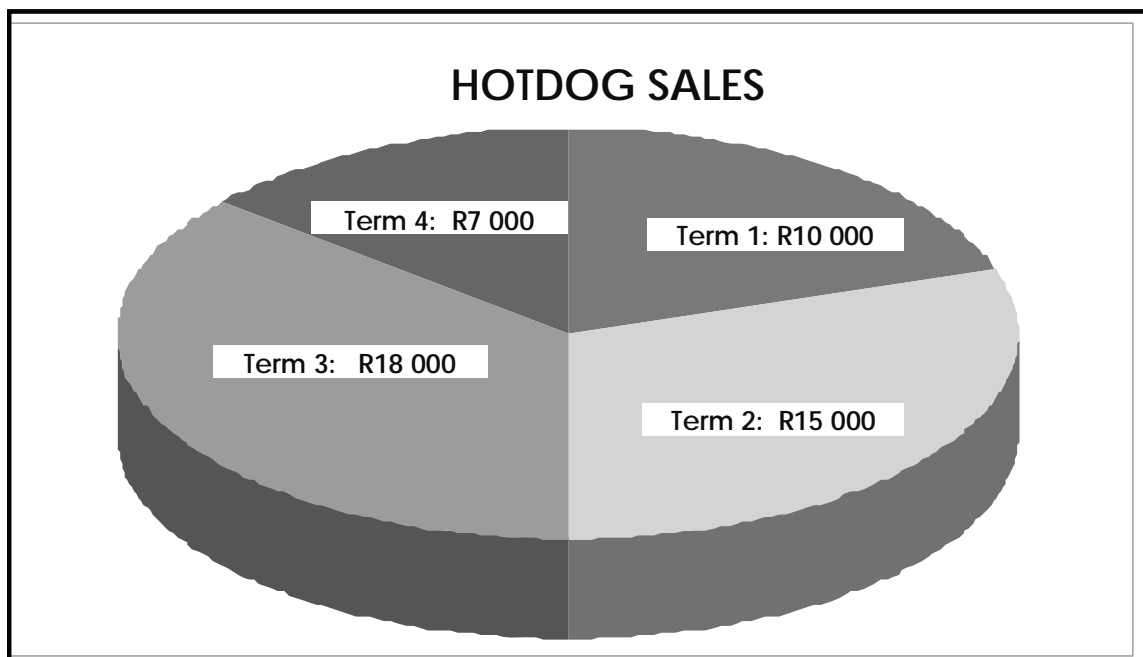 HOTDOG SALES
Term 4: R7 000
Term 1: R10 000
Term 3: R18 000
Term 2: R15 000